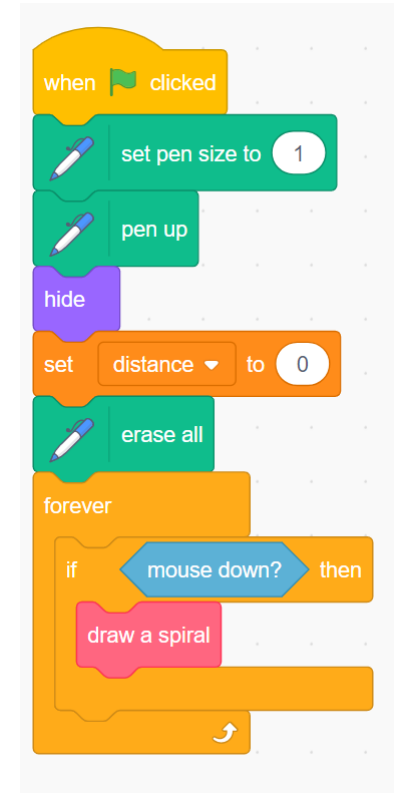 when clicked
set pen size to 1
pen up
hide
set distance to 0
erase all
forever
if mouse down? then
draw a spiral